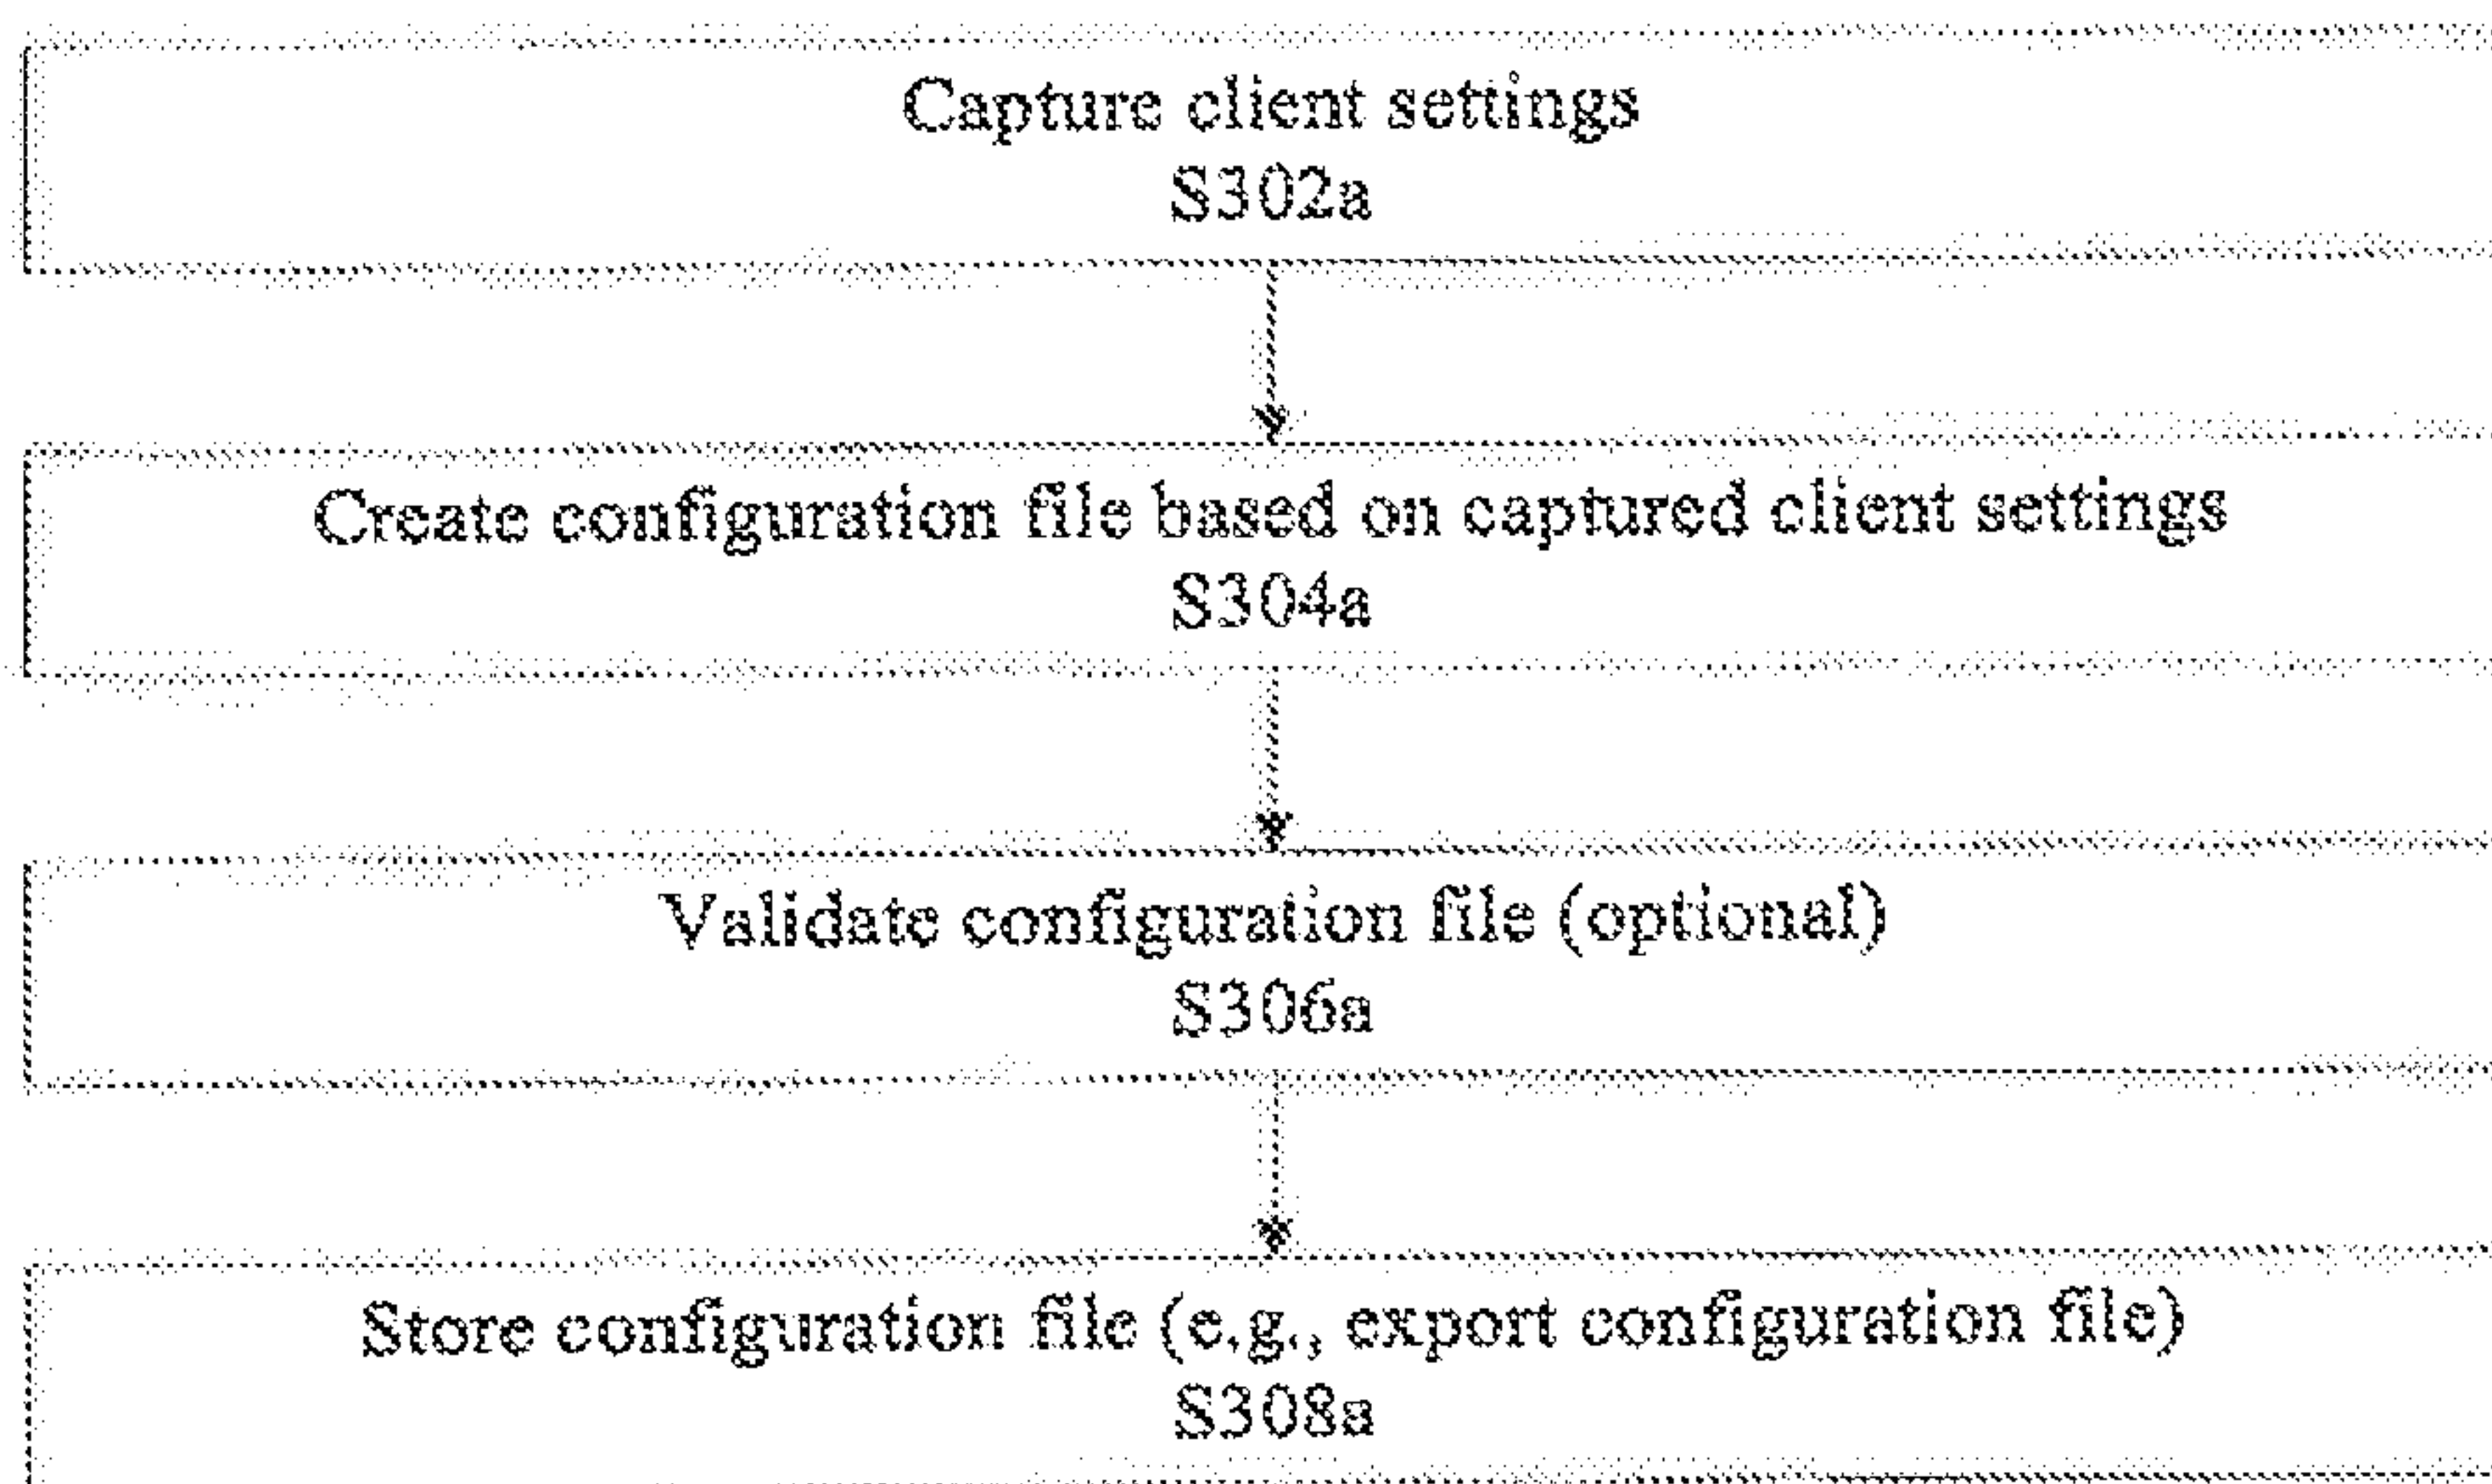 Capture client settings
S302a
Create configuration file based on captured client settings
S304a
Validate configuration file (optional)
S306a
Store configuration file (e.g., export configuration file)
S308a